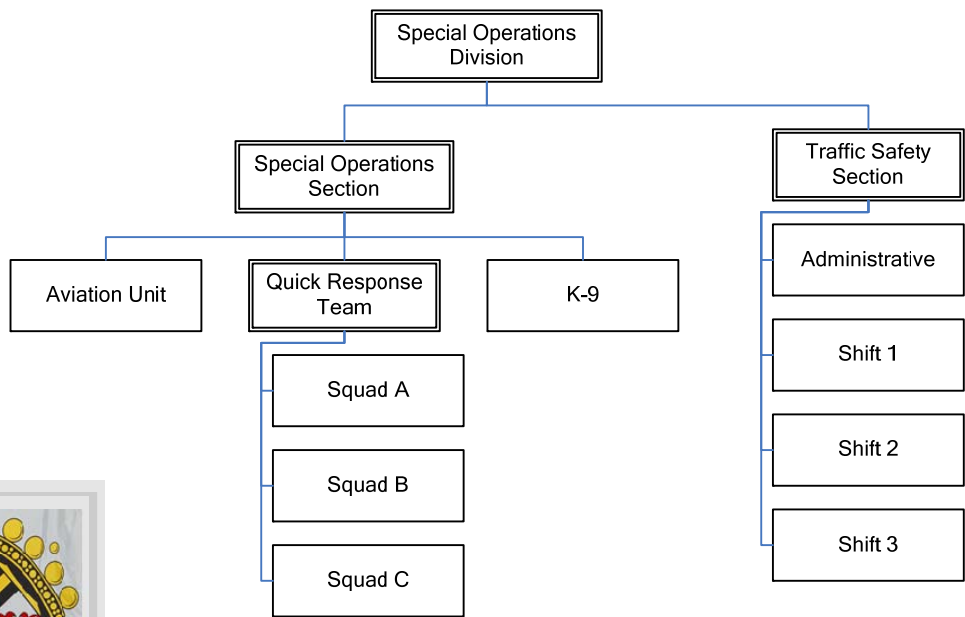 Special Operations
Division
Special Operations
Section
Traffic Safety
Section
Aviation Unit
Quick Response
Team
K-9
Administrative
Squad A
Shift 1
Squad B
Shift 2
Squad C
Shift 3